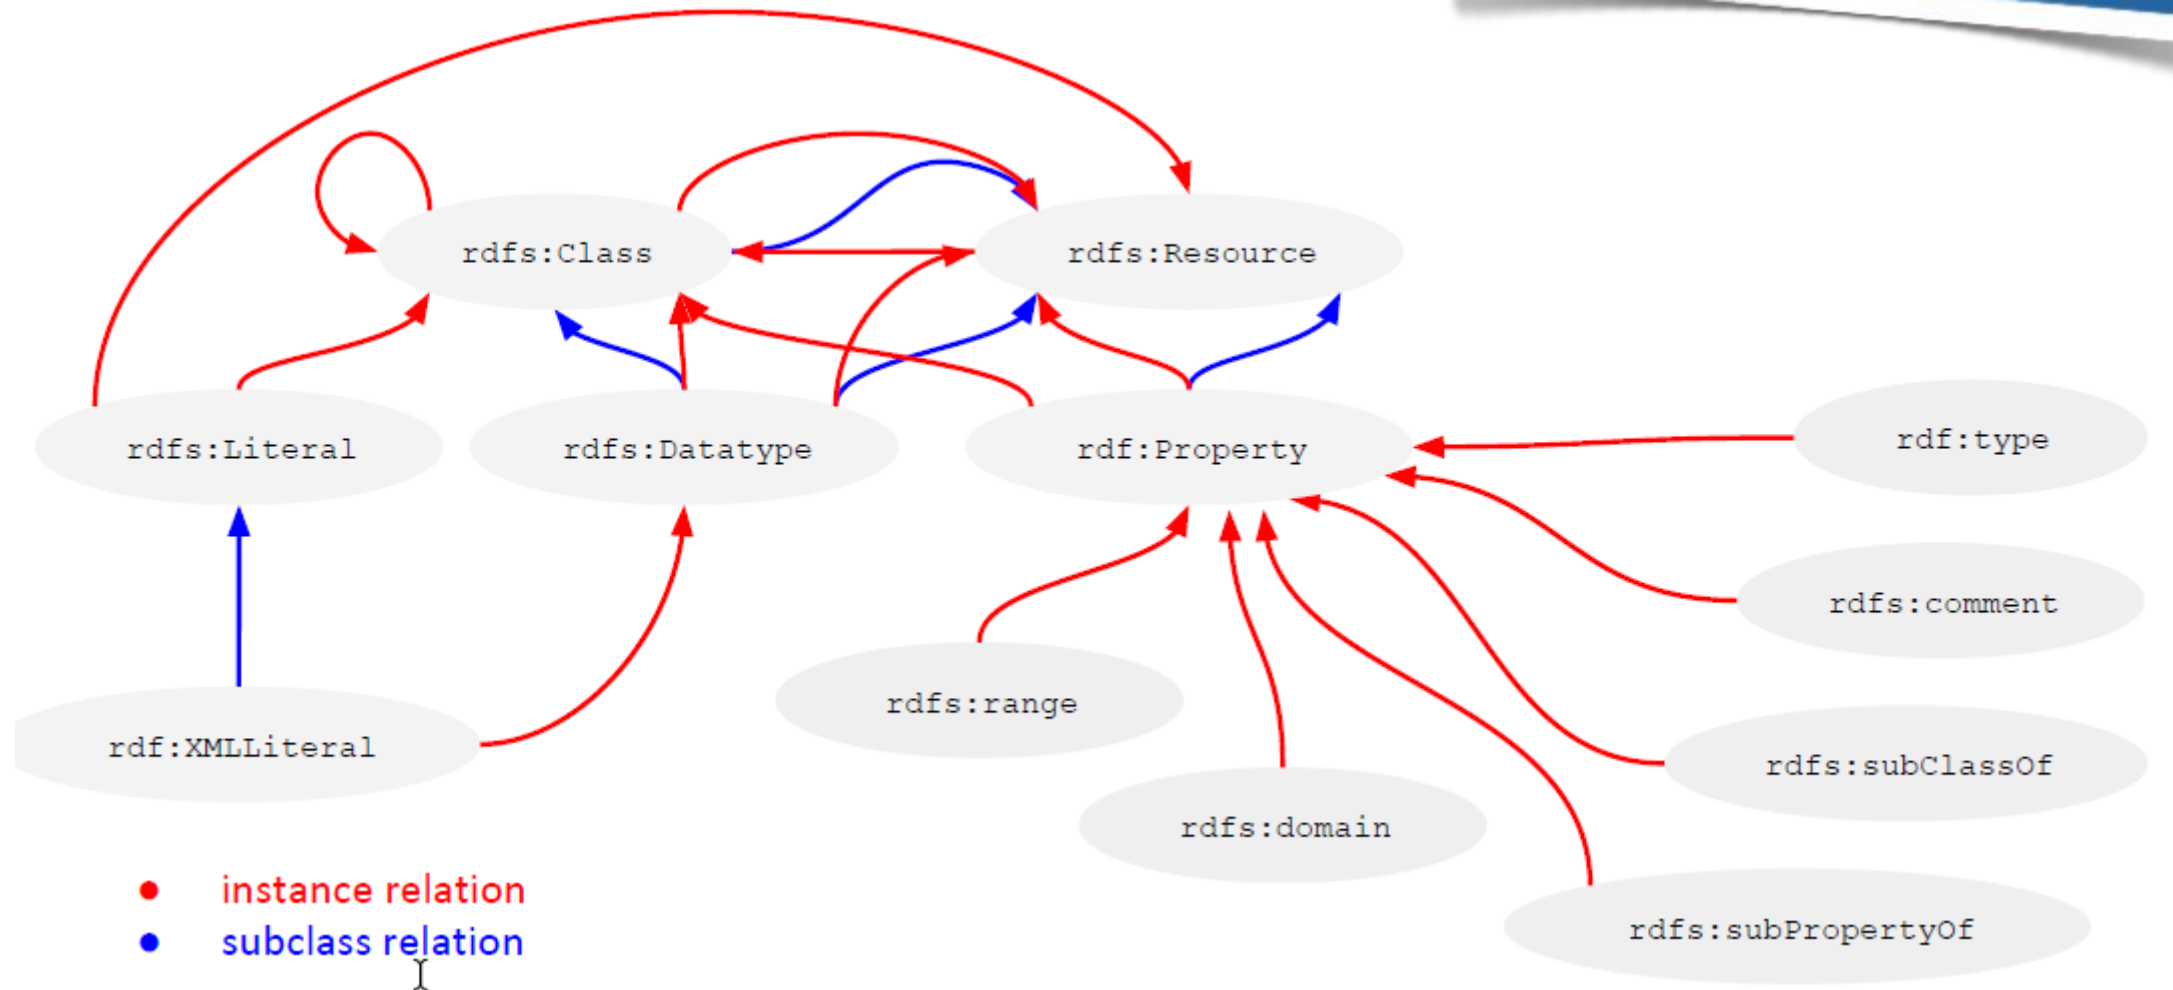 rdfs:Class
rdfs:Resource
rdfs:Literal
rdfs:Datatype
rdf:Property
rdf:type
rdfs:comment
rdfs:range
rdf:XMLLiteral
rdfs:subClassOf
rdfs:domain
rdfs:subPropertyOf
instance relation
subclass relation